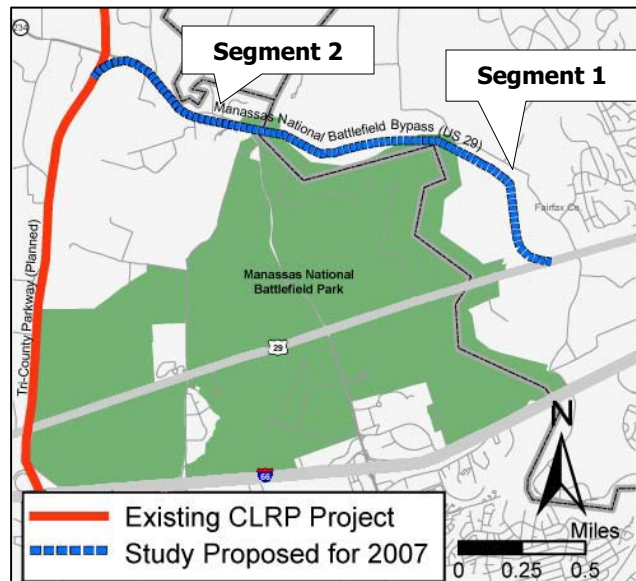 234
Segment 2
Segment 1
Manassas National Battlefield Bypass (US 29)
Fairfax Co.
Tri-County Parkway (Planned)
Manassas National
Battlefield Park
29
66
N
Existing CLRP Project
Study Proposed for 2007
Miles
0 0.25 0.5